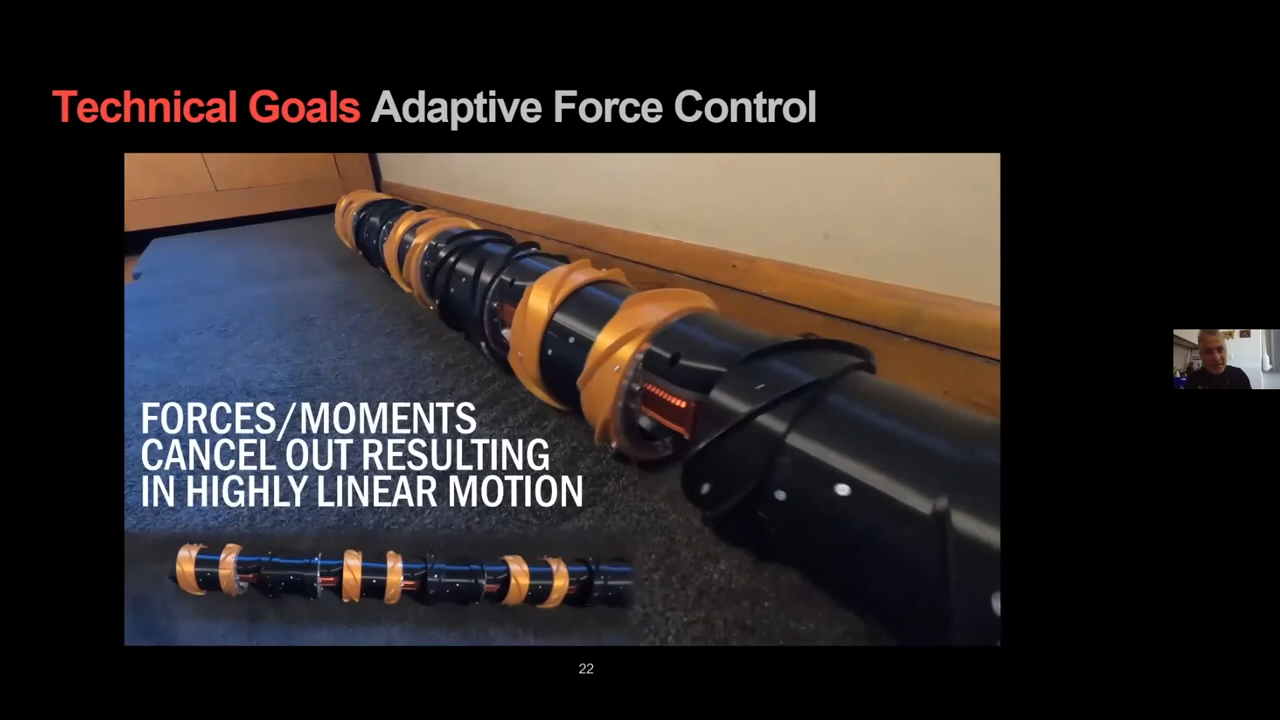 Technical Goals Adaptive Force Control
FORCES/MOMENTS
CANCEL OUT RESULTING
IN HIGHLY LINEAR MOTION
22